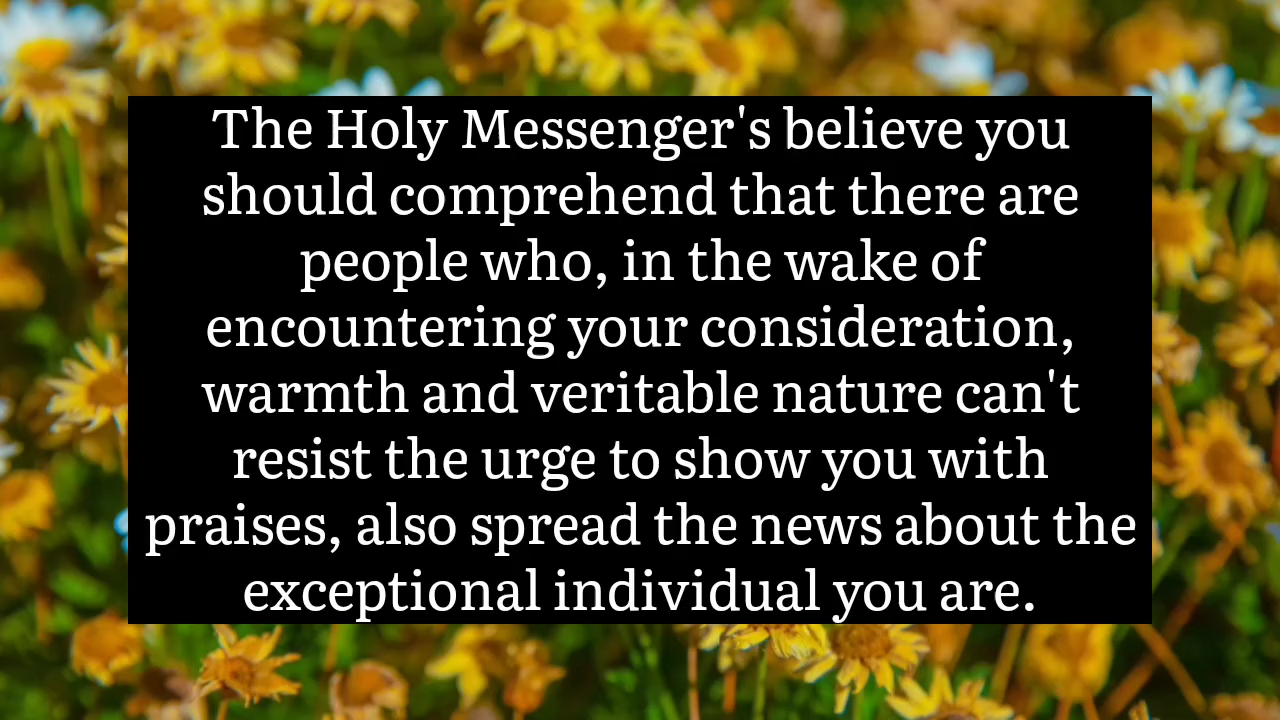 The Holy Messenger's believe you
should comprehend that there are
people who, in the wake of
encountering your consideration,
warmth and veritable nature can't
resist the urge to show you with
praises, also spread the news about the
exceptional individual you are.